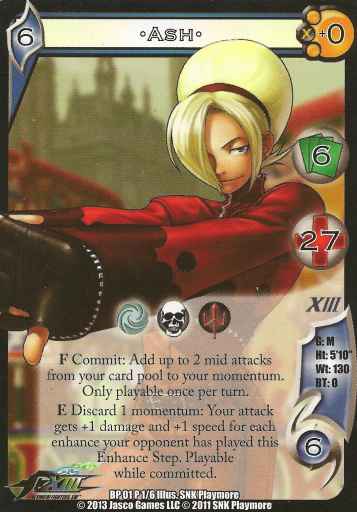 6
·ASH·
X +0
6
27
XIII
G: M
Ht: 5'10"
Wt: 130
BT: 0
F Commit: Add up to 2 mid attacks
from your card pool to your momentum.
Only playable once per turn.
E Discard 1 momentum: Your attack
gets +1 damage and +1 speed for each
enhance your opponent has played this
Enhance Step. Playable
while committed.
6
XIII
BP 01 P 1/6 Illus. SNK Playmore
© 2013 Jasco Games LLC © 2011 SNK Playmore